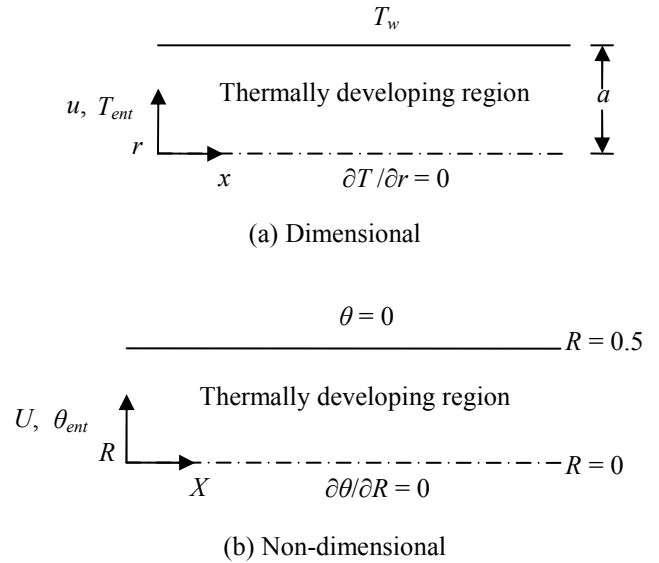 T_w
Thermally developing region
u, T_ent
a
r
x
∂T/∂r = 0
(a) Dimensional
θ = 0
R = 0.5
Thermally developing region
U, θ_ent
R
R = 0
X
∂θ/∂R = 0
(b) Non-dimensional